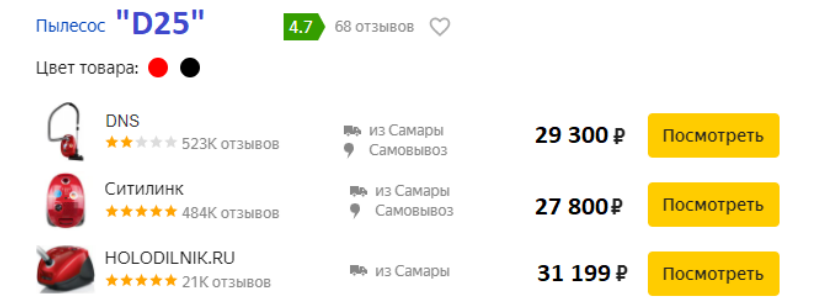 Пылесос "D25" 4.7 68 отзывов
Цвет товара:
DNS
523K отзывов
из Самары
Самовывоз
29 300 ₽
Посмотреть
Ситилинк
484K отзывов
из Самары
Самовывоз
27 800 ₽
Посмотреть
HOLODILNIK.RU
21K отзывов
из Самары
31 199 ₽
Посмотреть